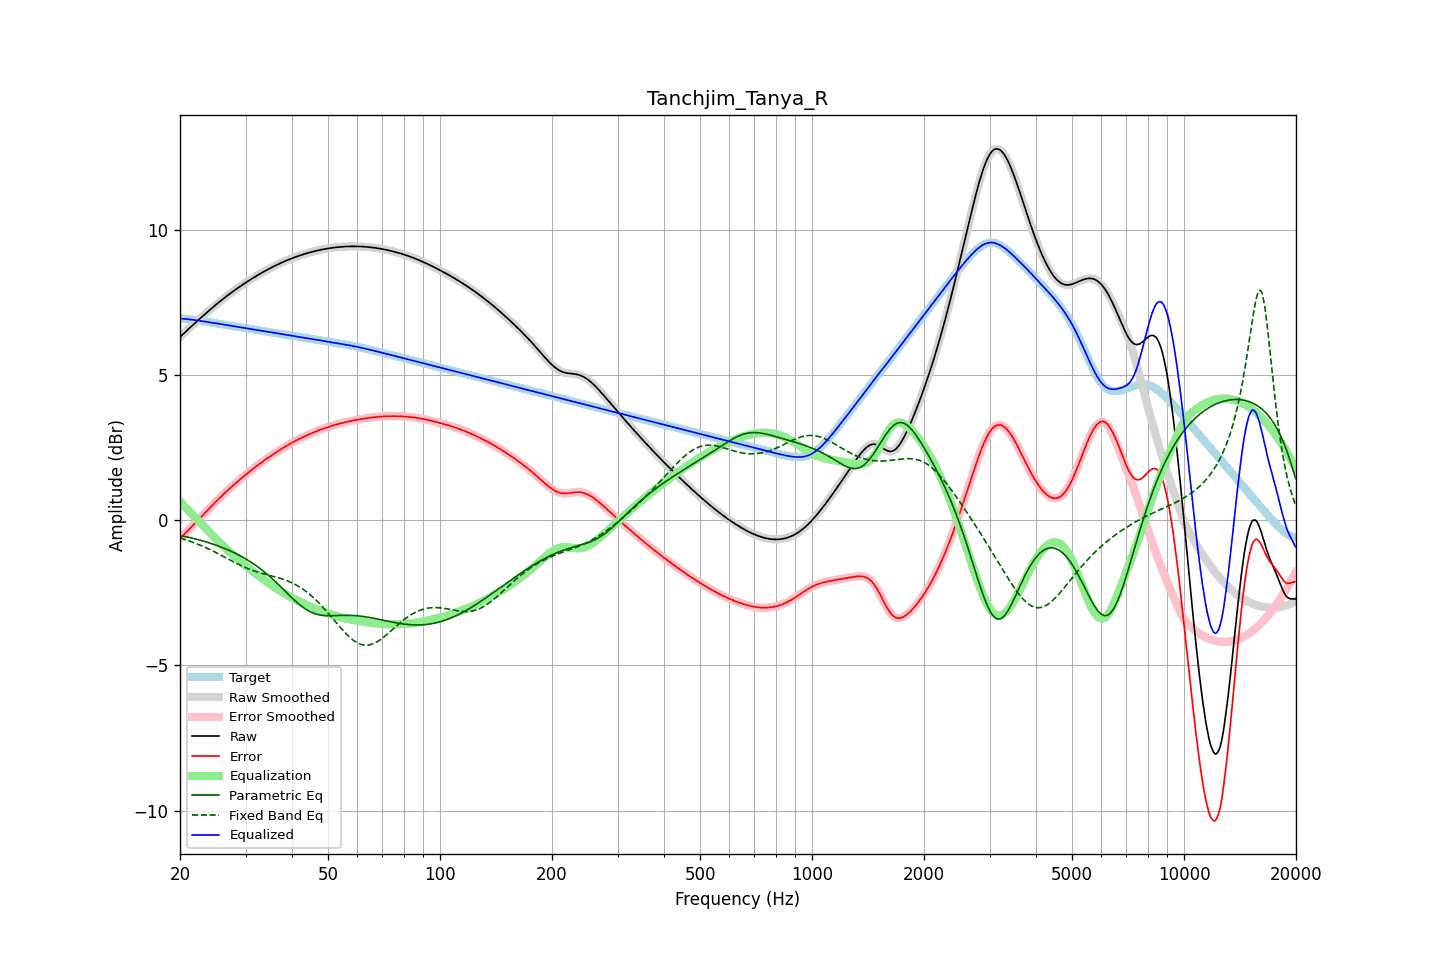 Tanchjim_Tanya_R
Amplitude (dBr)
10
5
0
−5
−10
Target
Raw Smoothed
Error Smoothed
Raw
Error
Equalization
Parametric Eq
Fixed Band Eq
Equalized
20 50 100 200 500 1000 2000 5000 10000 20000
Frequency (Hz)